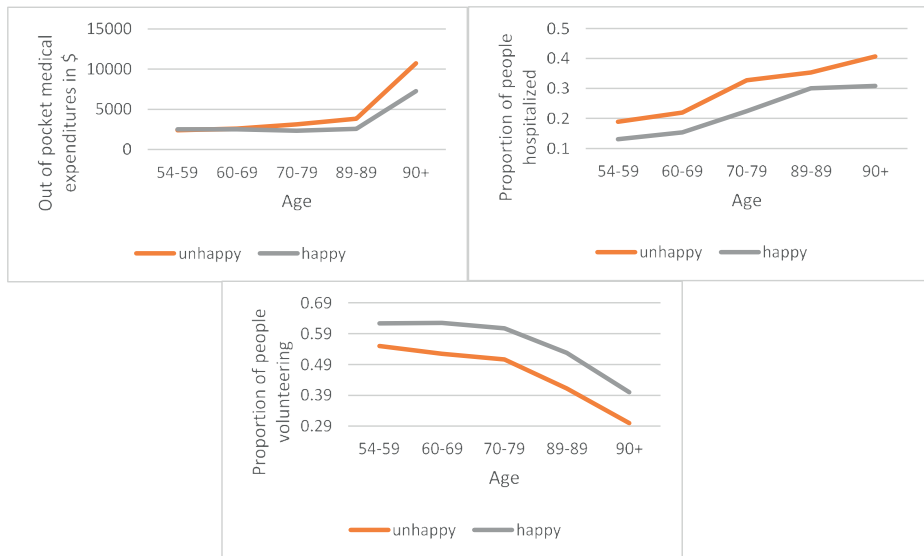 Out of pocket medical
expenditures in $
15000
10000
5000
0
54-59 60-69 70-79 89-89 90+
Age
unhappy happy
Proportion of people
hospitalized
0.5
0.4
0.3
0.2
0.1
54-59 60-69 70-79 89-89 90+
Age
unhappy happy
Proportion of people
volunteering
0.69
0.59
0.49
0.39
0.29
54-59 60-69 70-79 89-89 90+
Age
unhappy happy